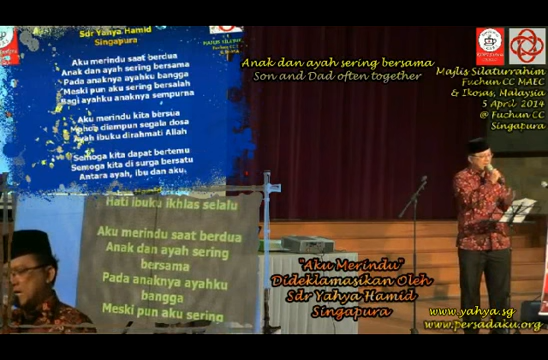 Sdr Yahya Hamid
Singapura
Aku merindu saat berdua
Anak dan ayah sering bersama
Pada anaknya ayahku bangga
Meski pun aku sering bersalah
Bagi ayahku anaknya sempurna
Aku merindu kita bersua
Mohon diampun segala dosa
Ayah ibuku dirahmati Allah
Semoga kita dapat bertemu
Semoga kita di surga bersatu
Antara ayah, ibu dan aku.
Hati ibuku ikhlas selalu
Aku merindu saat berdua
Anak dan ayah sering
bersama
Pada anaknya ayahku
bangga
Meski pun aku sering
Anak dan ayah sering bersama
Son and Dad often together
Majlis Silaturrahim
Fuchun CC MAEC
& Ikosas, Malaysia
5 April 2014
@ Fuchun CC
Singapura
"Aku Merindu"
Dideklamasikan Oleh
Sdr Yahya Hamid
Singapura
www.yahya.sg
www.persadaku.org